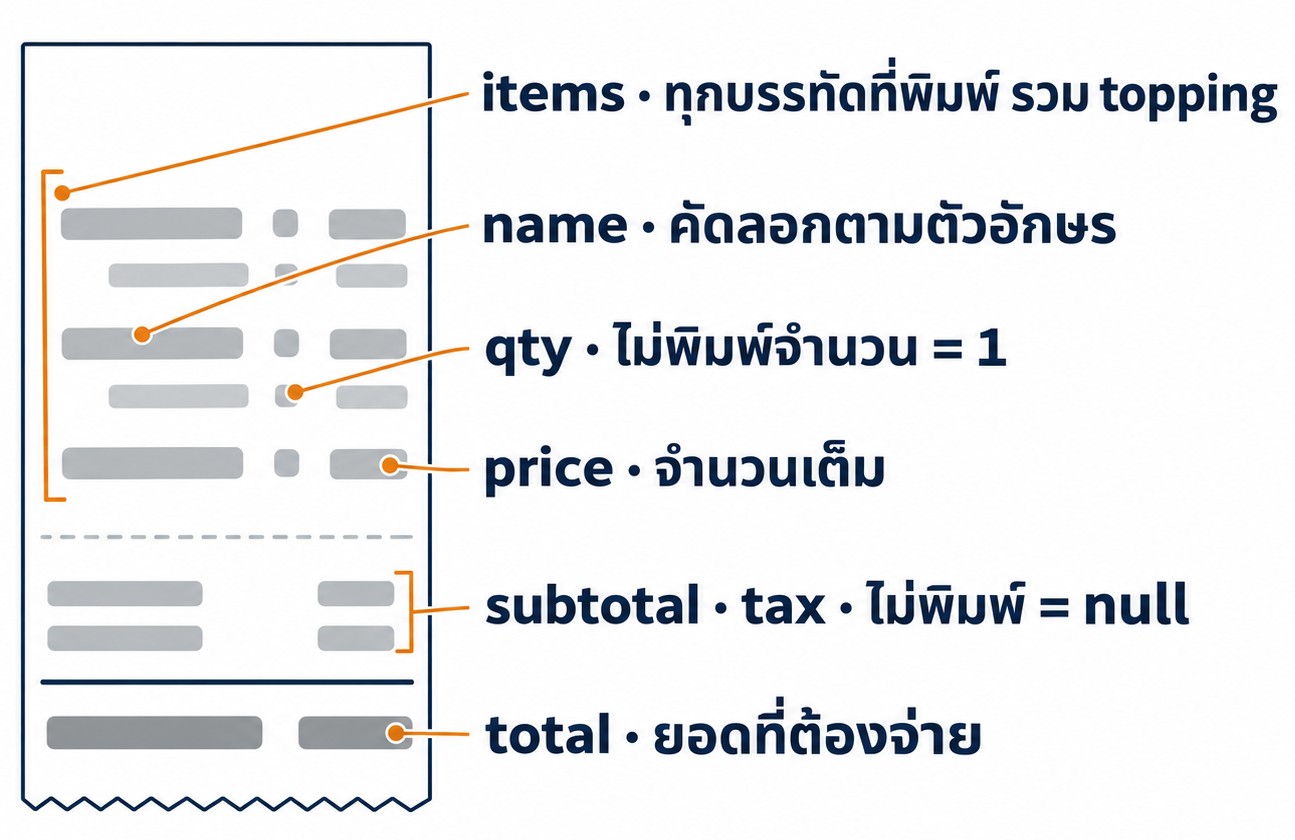 items · ทุกบรรทัดที่พิมพ์ รวม topping
name · คัดลอกตามตัวอักษร
qty · ไม่พิมพ์จำนวน = 1
price · จำนวนเต็ม
subtotal · tax · ไม่พิมพ์ = null
total · ยอดที่ต้องจ่าย